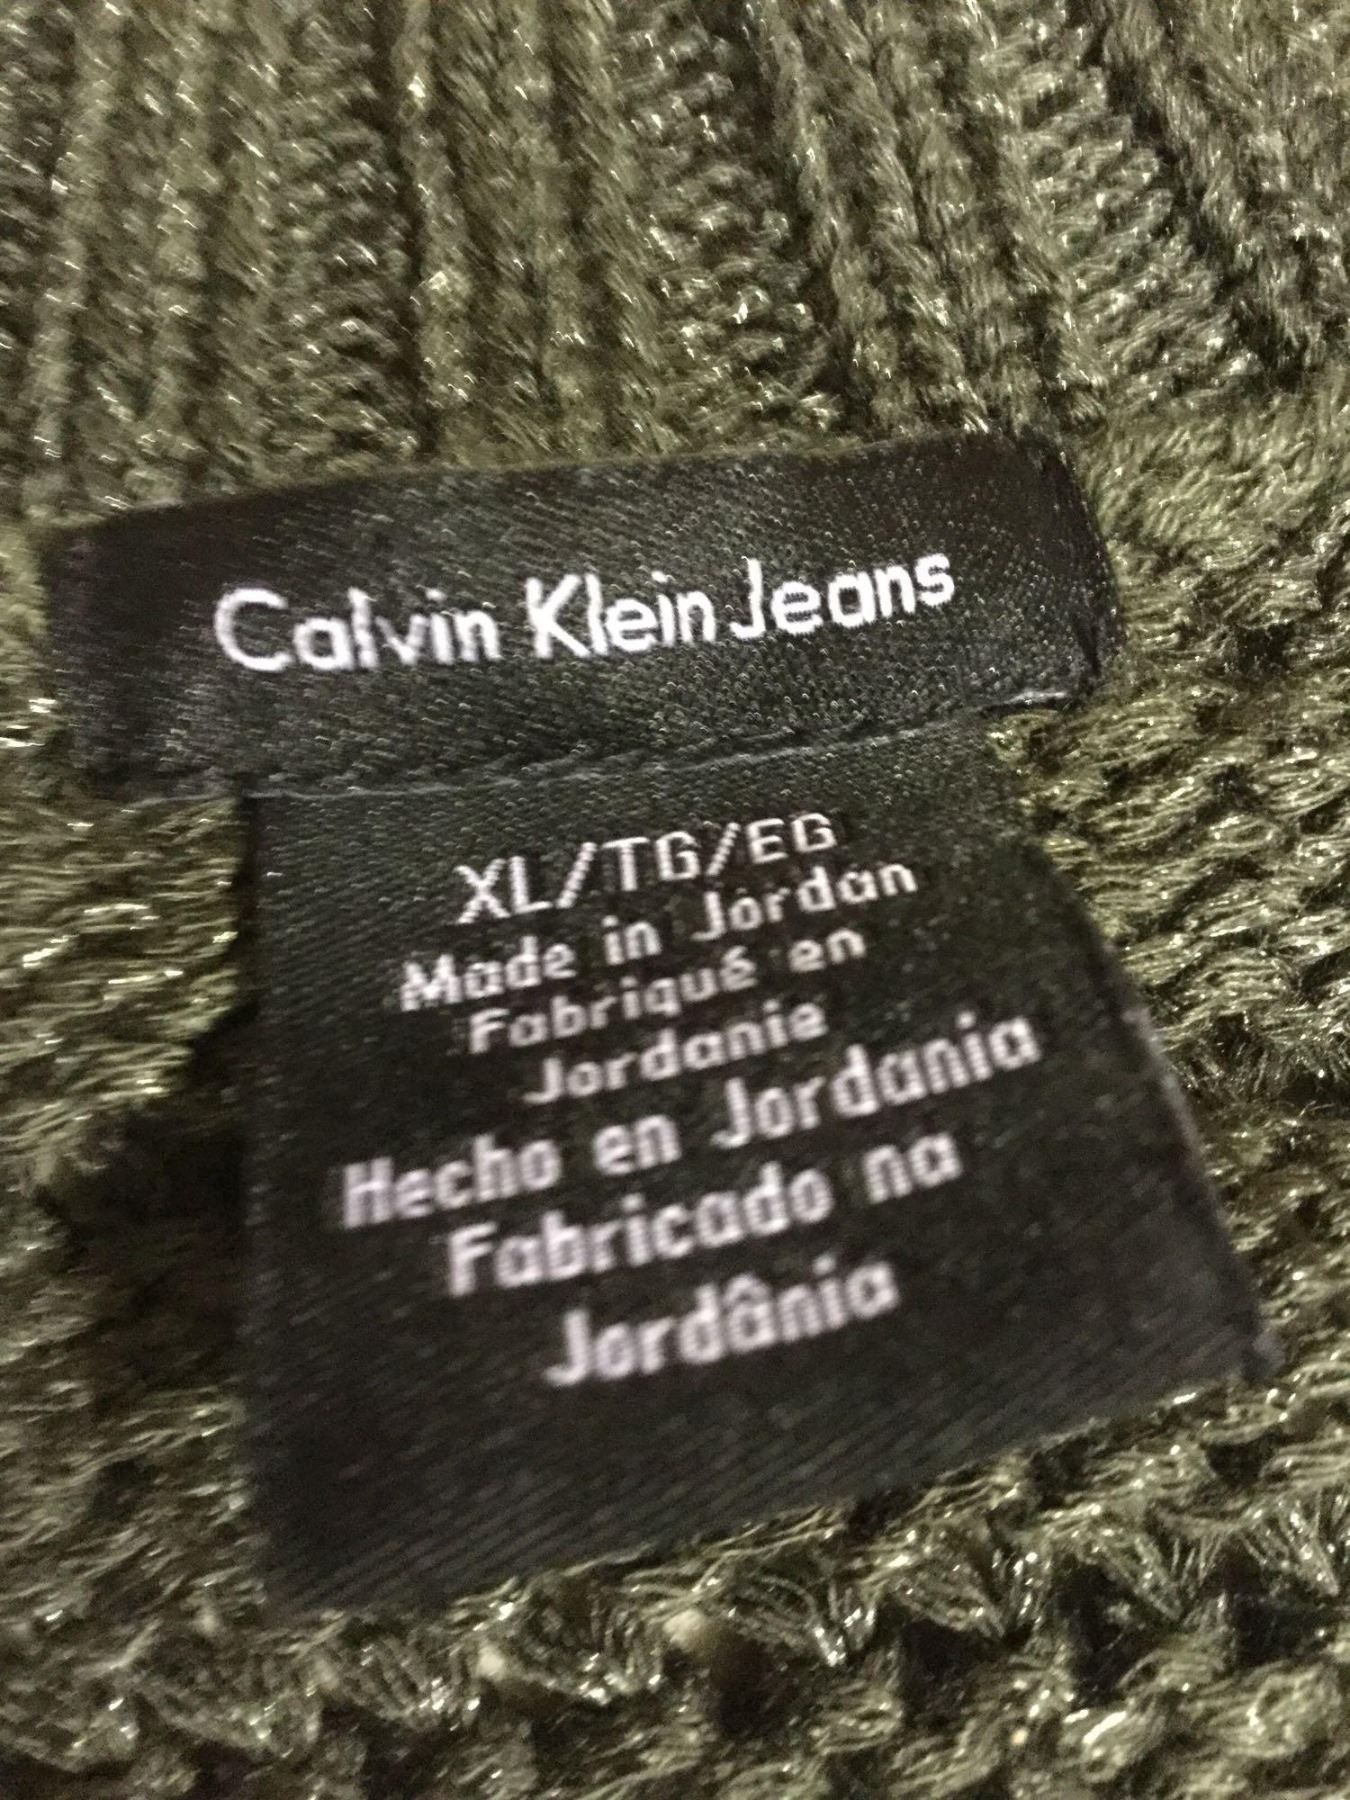 Calvin Klein Jeans
XL/TG/EG
Made in Jordan
Fabriqué en
Jordanie
Hecho en Jordania
Fabricado na
Jordânia